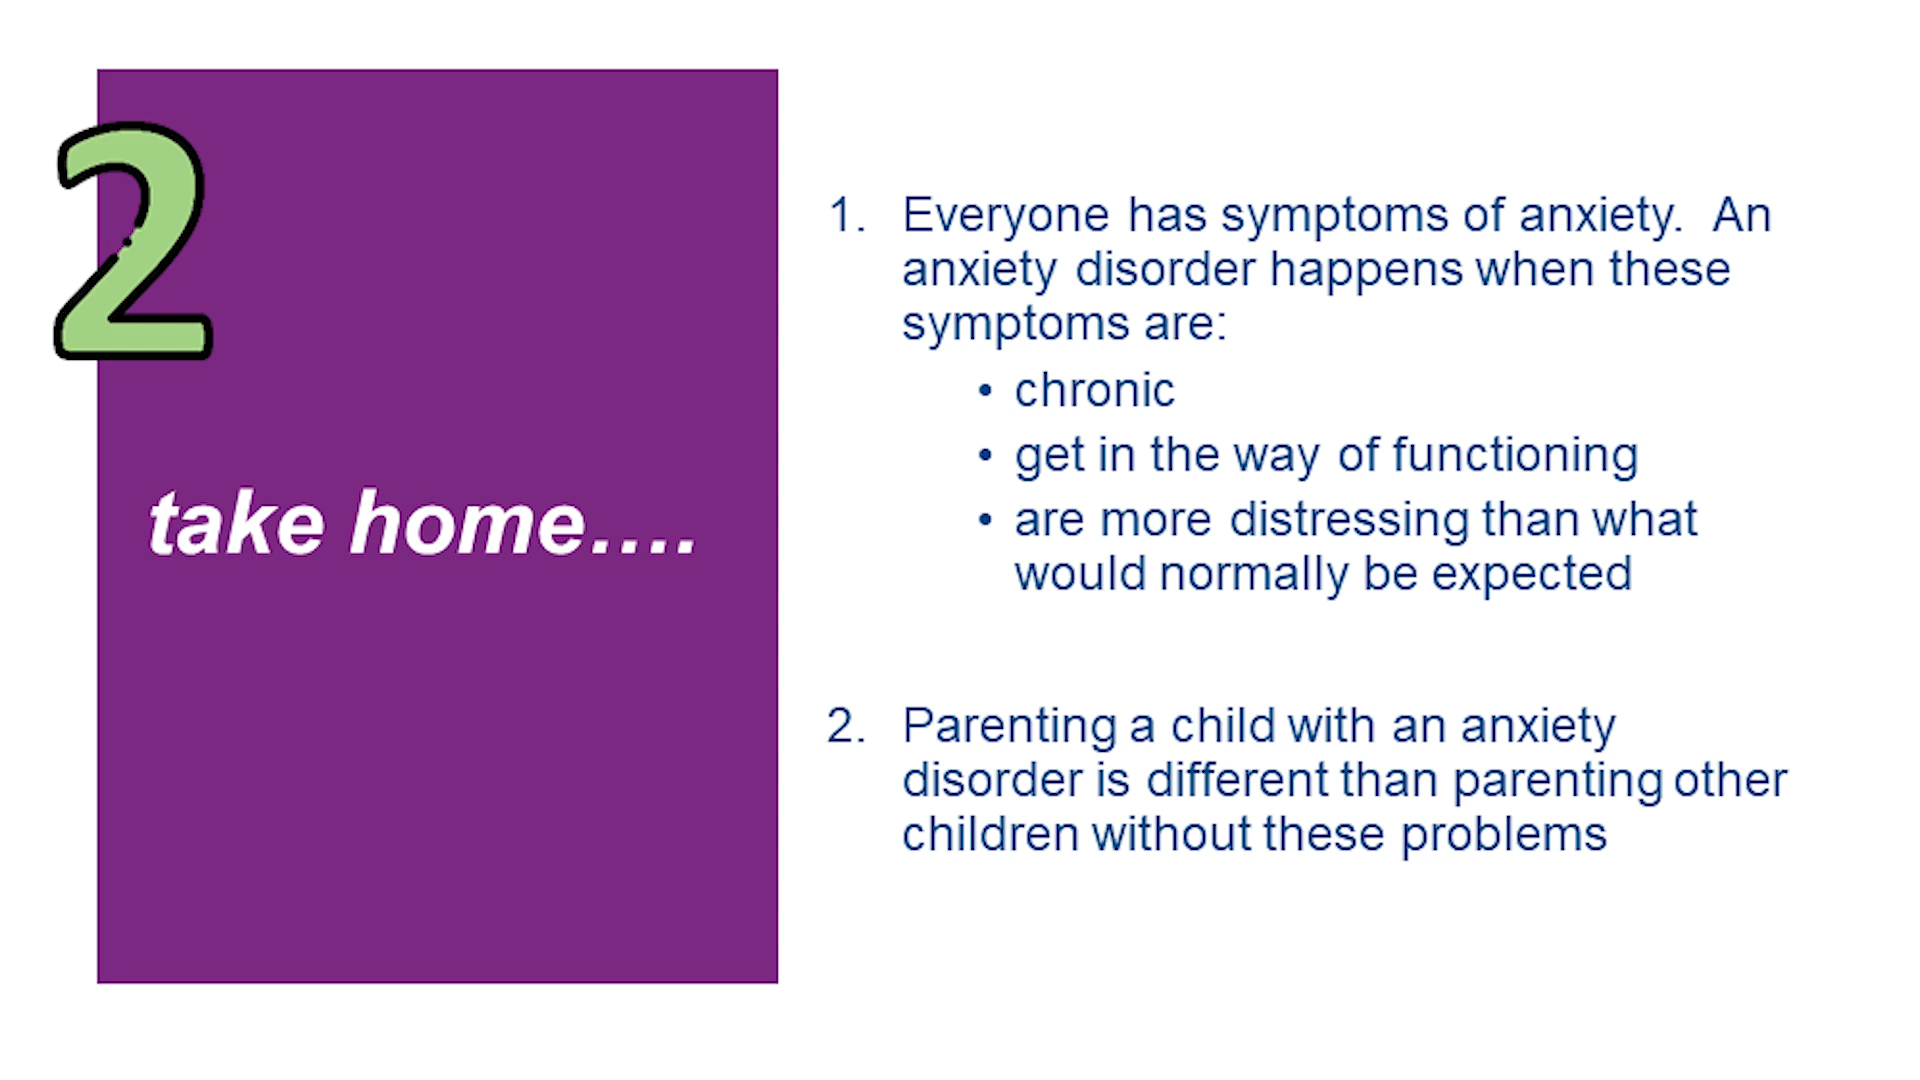 2
take home....
1. Everyone has symptoms of anxiety. An
anxiety disorder happens when these
symptoms are:
• chronic
• get in the way of functioning
• are more distressing than what
would normally be expected
2. Parenting a child with an anxiety
disorder is different than parenting other
children without these problems